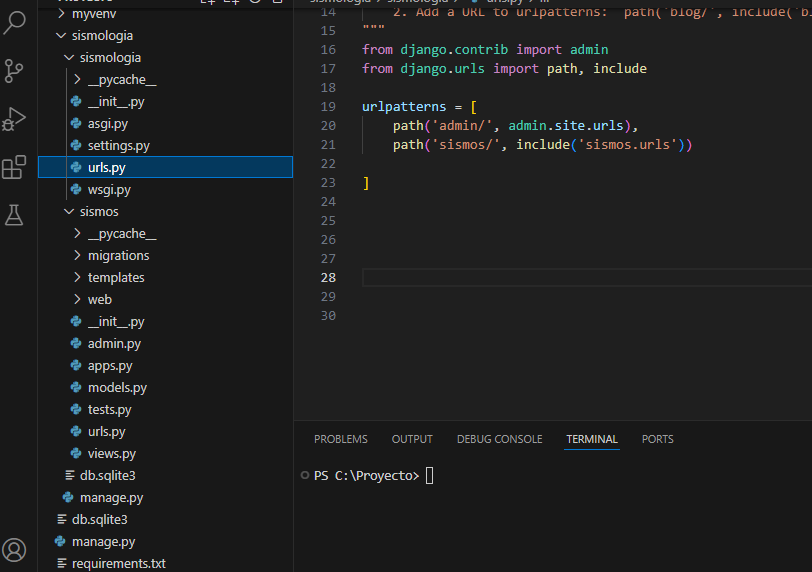 myvenv
sismologia
sismologia
__pycache__
__init__.py
asgi.py
settings.py
urls.py
wsgi.py
sismos
__pycache__
migrations
templates
web
__init__.py
admin.py
apps.py
models.py
tests.py
urls.py
views.py
db.sqlite3
manage.py
db.sqlite3
manage.py
requirements.txt
14 2. Add a URL to urlpatterns:  path('blog/', include('b
15 """
16 from django.contrib import admin
17 from django.urls import path, include
18
19 urlpatterns = [
20     path('admin/', admin.site.urls),
21     path('sismos/', include('sismos.urls'))
22
23 ]
24
25
26
27
28
29
30
PROBLEMS OUTPUT DEBUG CONSOLE TERMINAL PORTS
PS C:\Proyecto>